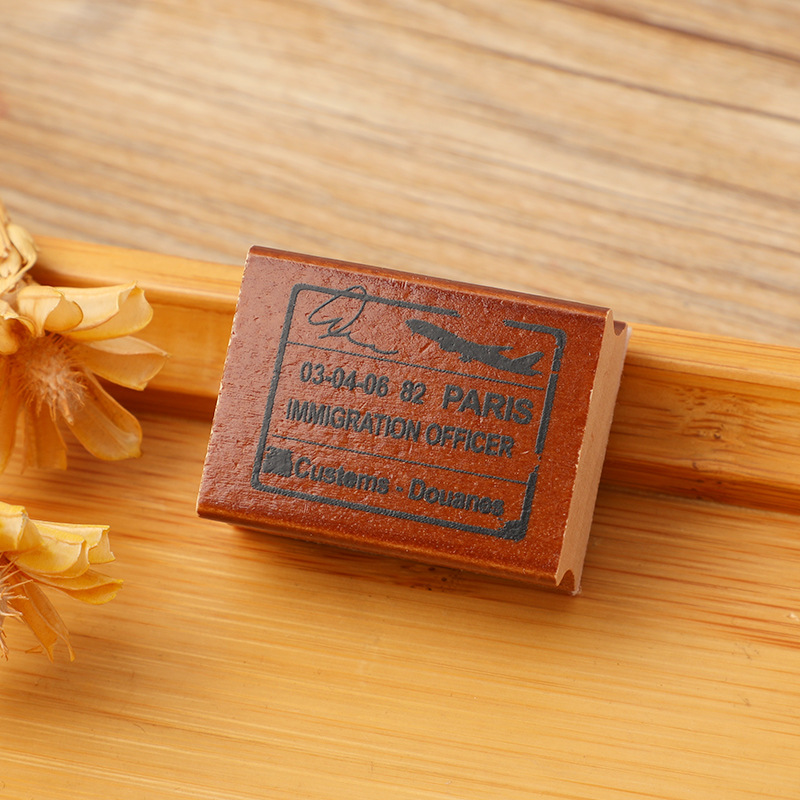 03-04-06 82 PARIS
IMMIGRATION OFFICER
Customs - Douanes